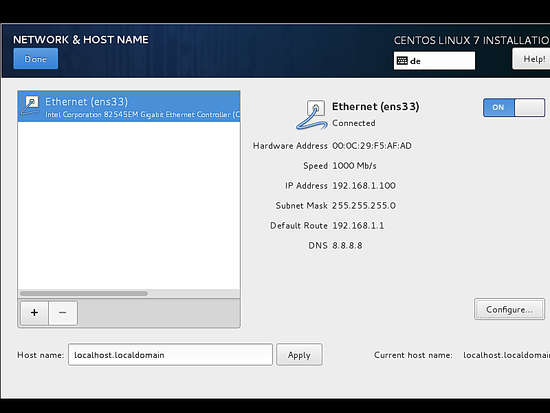 NETWORK & HOST NAME
CENTOS LINUX 7 INSTALLATIO
Done
de
Help!
Ethernet (ens33)
Intel Corporation 82545EM Gigabit Ethernet Controller (C
Ethernet (ens33)
Connected
ON
Hardware Address 00:0C:29:F5:AF:AD
Speed 1000 Mb/s
IP Address 192.168.1.100
Subnet Mask 255.255.255.0
Default Route 192.168.1.1
DNS 8.8.8.8
+ −
Configure...
Host name: localhost.localdomain Apply Current host name: localhost.localdomai